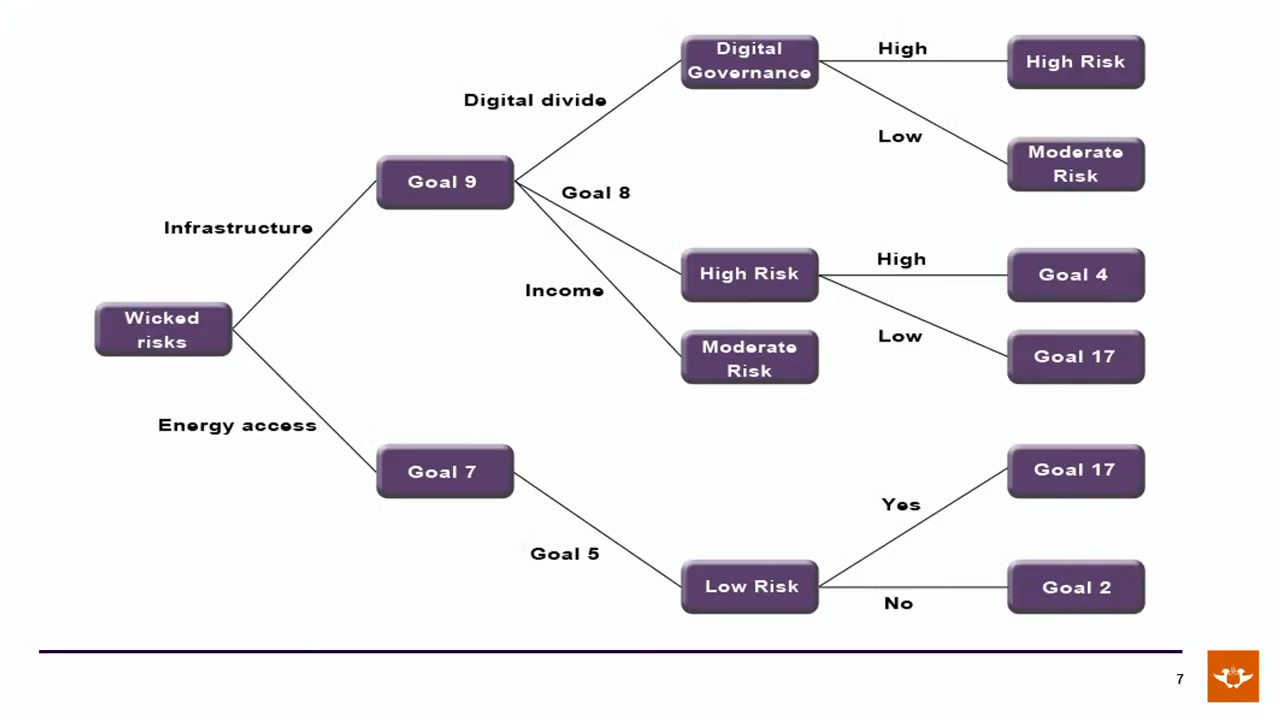 Digital
Governance
High
High Risk
Digital divide
Low
Moderate
Risk
Goal 9
Goal 8
Infrastructure
High Risk
High
Goal 4
Income
Wicked
risks
Low
Moderate
Risk
Goal 17
Energy access
Goal 7
Goal 17
Yes
Goal 5
Low Risk
Goal 2
No
7